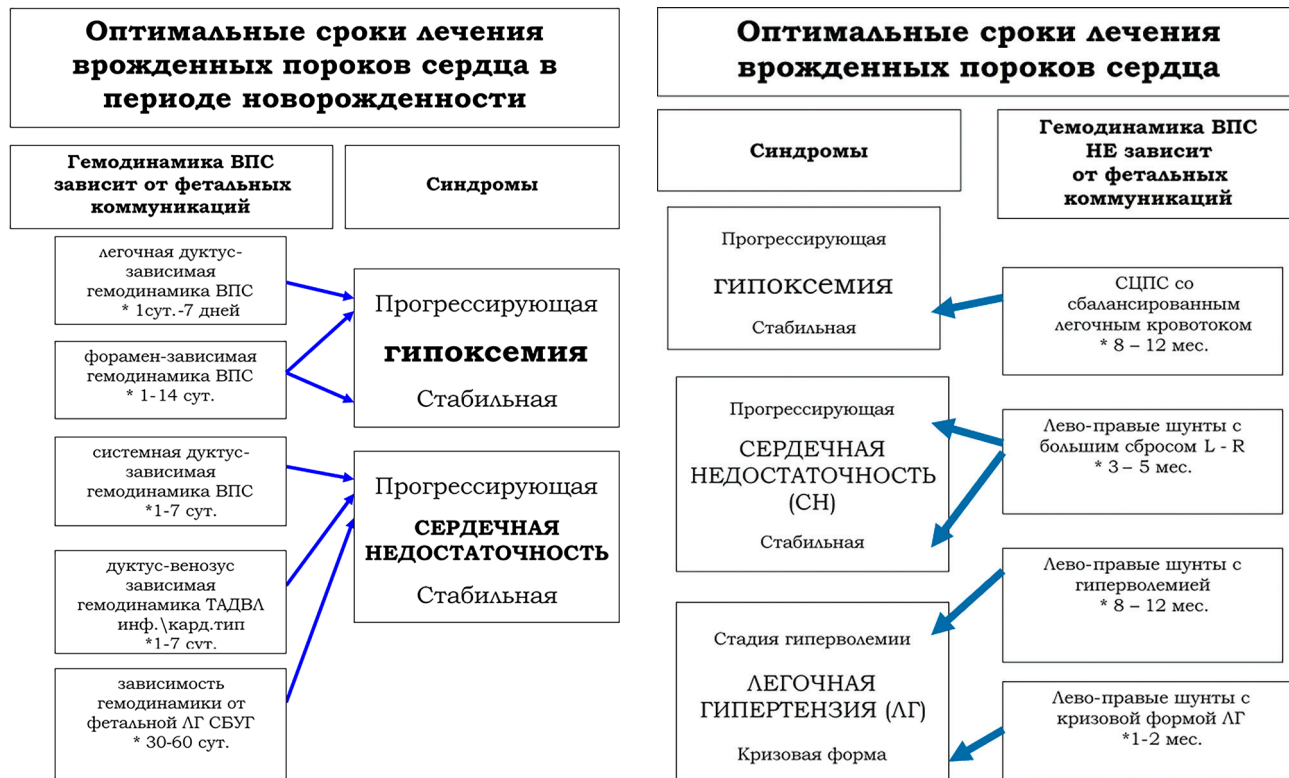 Оптимальные сроки лечения
врожденных пороков сердца в
периоде новорожденности
Гемодинамика ВПС
зависит от фетальных
коммуникаций
Синдромы
легочная дуктус-
зависимая
гемодинамика ВПС
* 1сут.-7 дней
форамен-зависимая
гемодинамика ВПС
* 1-14 сут.
системная дуктус-
зависимая
гемодинамика ВПС
*1-7 сут.
дуктус-венозус
зависимая
гемодинамика ТАДВЛ
инф.\кард.тип
*1-7 сут.
зависимость
гемодинамики от
фетальной ЛГ СБУГ
* 30-60 сут.
Прогрессирующая
гипоксемия
Стабильная
Прогрессирующая
СЕРДЕЧНАЯ
НЕДОСТАТОЧНОСТЬ
Стабильная
Оптимальные сроки лечения
врожденных пороков сердца
Синдромы
Гемодинамика ВПС
НЕ зависит
от фетальных
коммуникаций
Прогрессирующая
гипоксемия
Стабильная
Прогрессирующая
СЕРДЕЧНАЯ
НЕДОСТАТОЧНОСТЬ
(СН)
Стабильная
Стадия гиперволемии
ЛЕГОЧНАЯ
ГИПЕРТЕНЗИЯ (ЛГ)
Кризовая форма
СЦПС со
сбалансированным
легочным кровотоком
* 8 – 12 мес.
Лево-правые шунты с
большим сбросом L - R
* 3 – 5 мес.
Лево-правые шунты с
гиперволемией
* 8 – 12 мес.
Лево-правые шунты с
кризовой формой ЛГ
*1-2 мес.